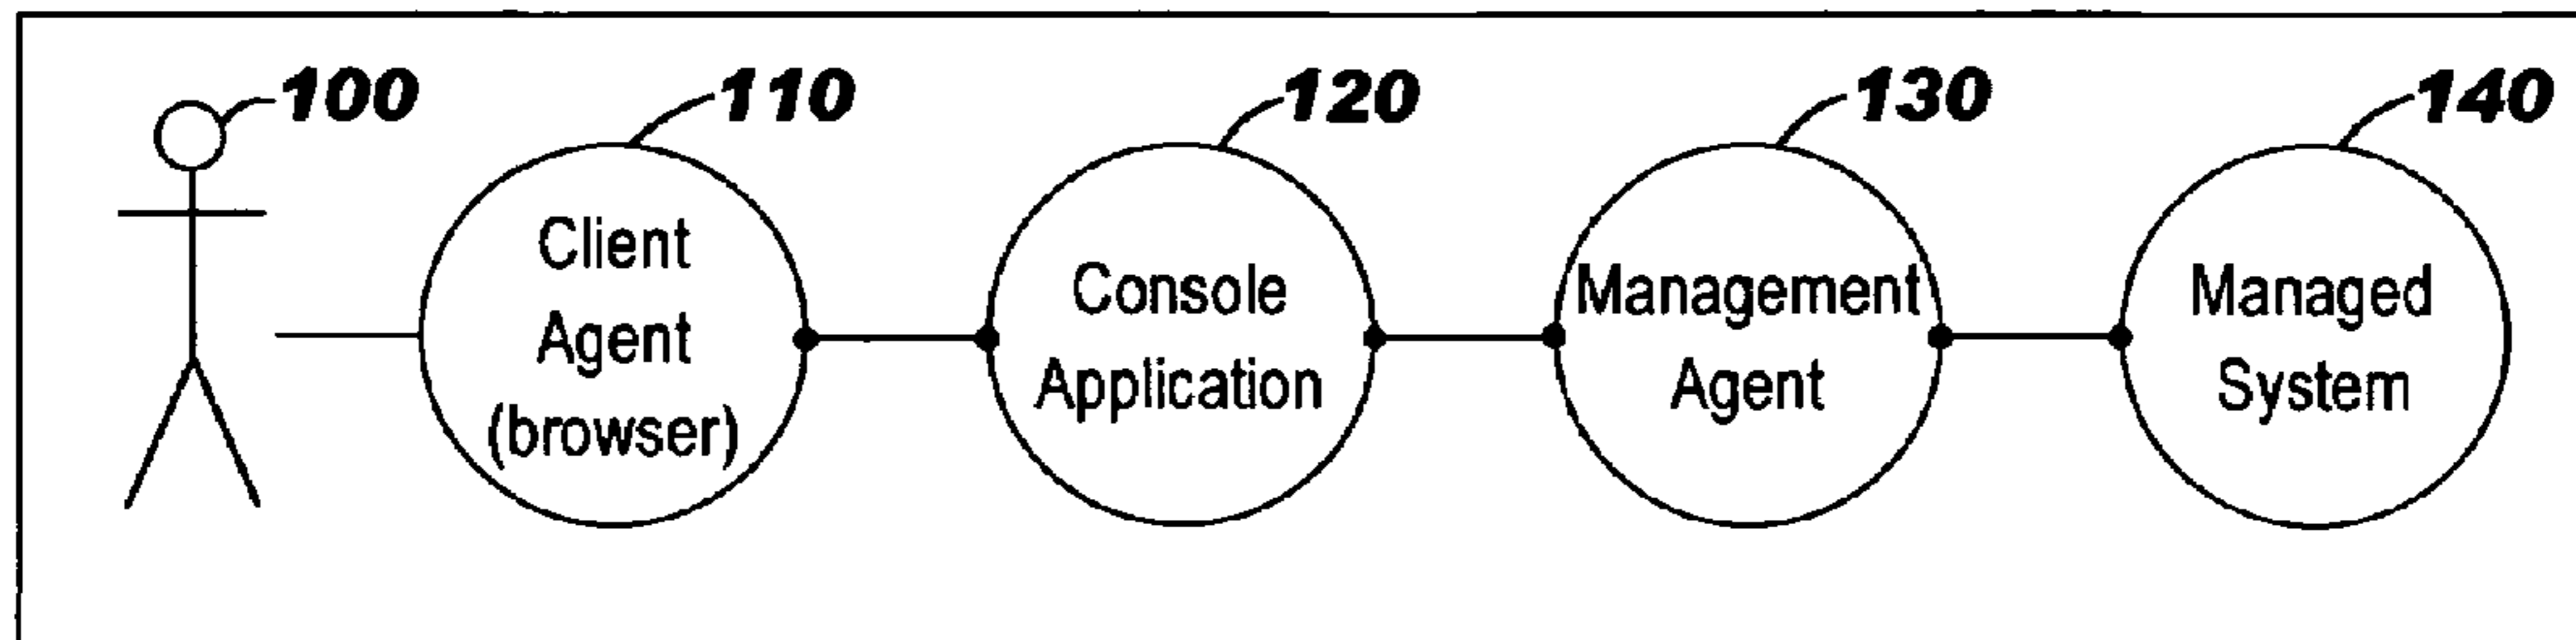 100
110
120
130
140
Client
Agent
(browser)
Console
Application
Management
Agent
Managed
System